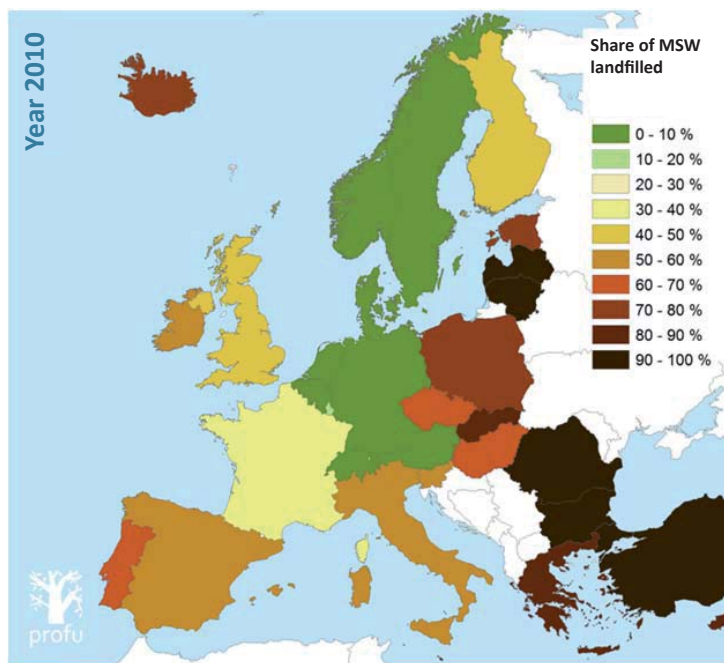 Year 2010
Share of MSW
landfilled
0 - 10 %
10 - 20 %
20 - 30 %
30 - 40 %
40 - 50 %
50 - 60 %
60 - 70 %
70 - 80 %
80 - 90 %
90 - 100 %
profu